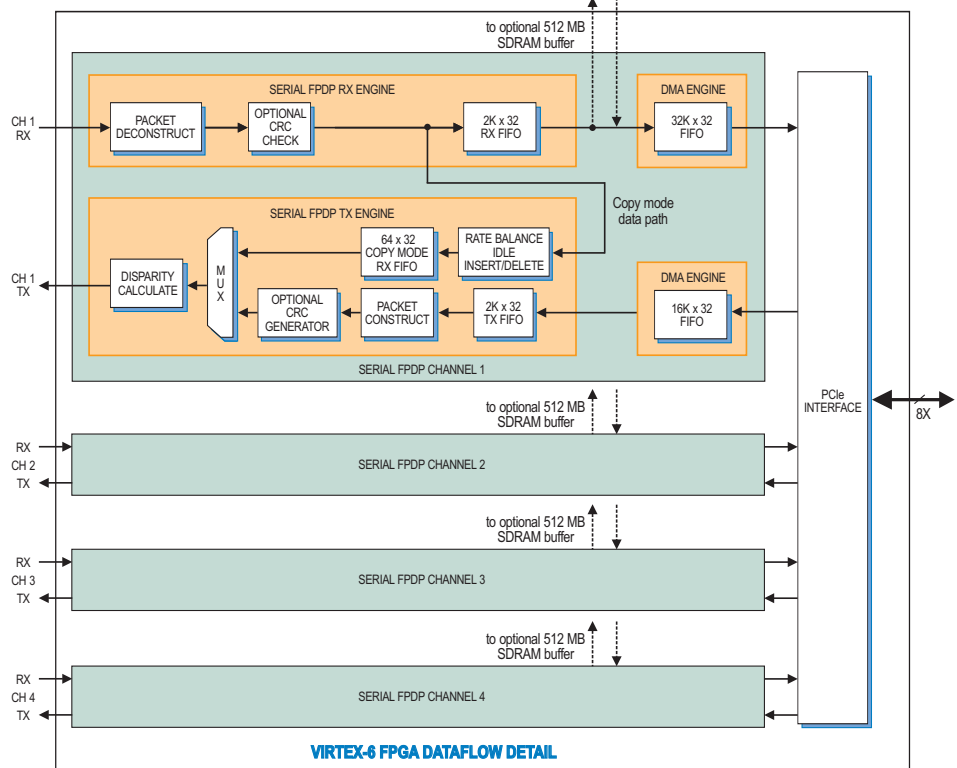 to optional 512 MB
SDRAM buffer
SERIAL FPDP RX ENGINE
DMA ENGINE
CH 1
RX
PACKET
DECONSTRUCT
OPTIONAL
CRC
CHECK
2K x 32
RX FIFO
32K x 32
FIFO
Copy mode
data path
SERIAL FPDP TX ENGINE
64 x 32
COPY MODE
RX FIFO
RATE BALANCE
IDLE
INSERT/DELETE
CH 1
TX
DISPARITY
CALCULATE
M
U
X
OPTIONAL
CRC
GENERATOR
PACKET
CONSTRUCT
2K x 32
TX FIFO
DMA ENGINE
16K x 32
FIFO
SERIAL FPDP CHANNEL 1
PCIe
INTERFACE
8X
to optional 512 MB
SDRAM buffer
RX
CH 2
TX
SERIAL FPDP CHANNEL 2
to optional 512 MB
SDRAM buffer
RX
CH 3
TX
SERIAL FPDP CHANNEL 3
to optional 512 MB
SDRAM buffer
RX
CH 4
TX
SERIAL FPDP CHANNEL 4
VIRTEX-6 FPGA DATAFLOW DETAIL